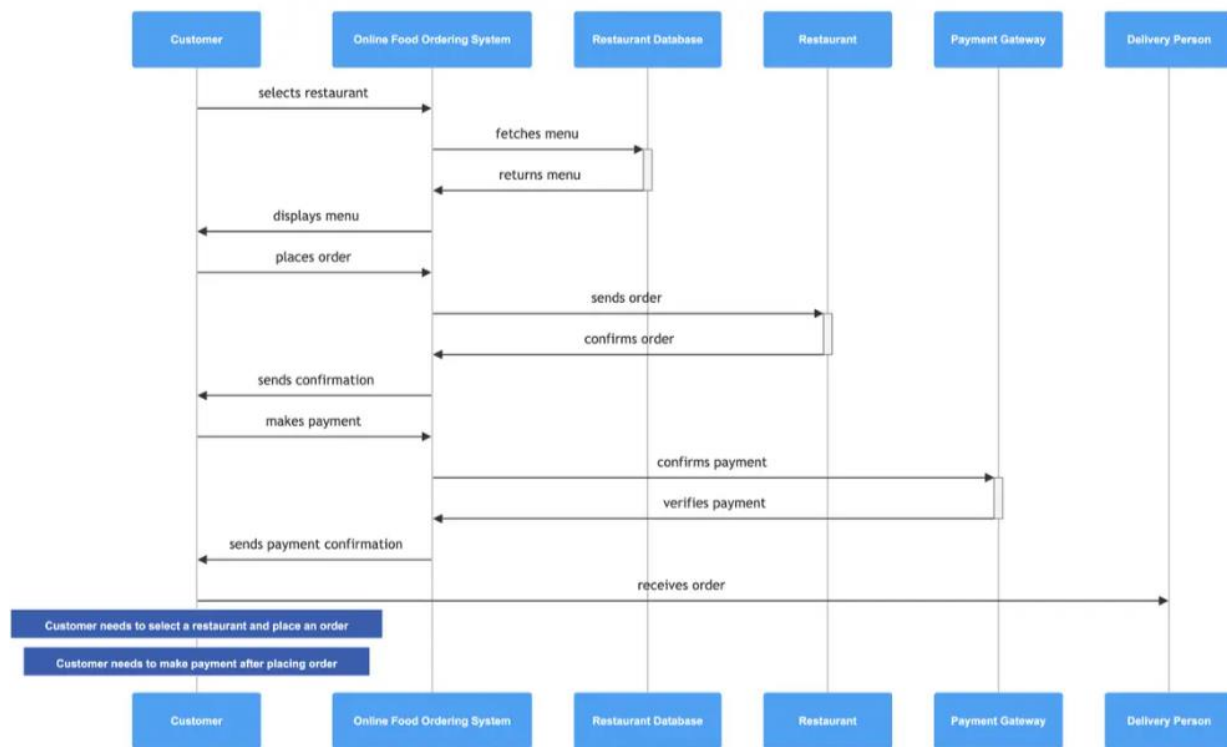 Customer
Online Food Ordering System
Restaurant Database
Restaurant
Payment Gateway
Delivery Person
selects restaurant
fetches menu
returns menu
displays menu
places order
sends order
confirms order
sends confirmation
makes payment
confirms payment
verifies payment
sends payment confirmation
receives order
Customer needs to select a restaurant and place an order
Customer needs to make payment after placing order
Customer
Online Food Ordering System
Restaurant Database
Restaurant
Payment Gateway
Delivery Person